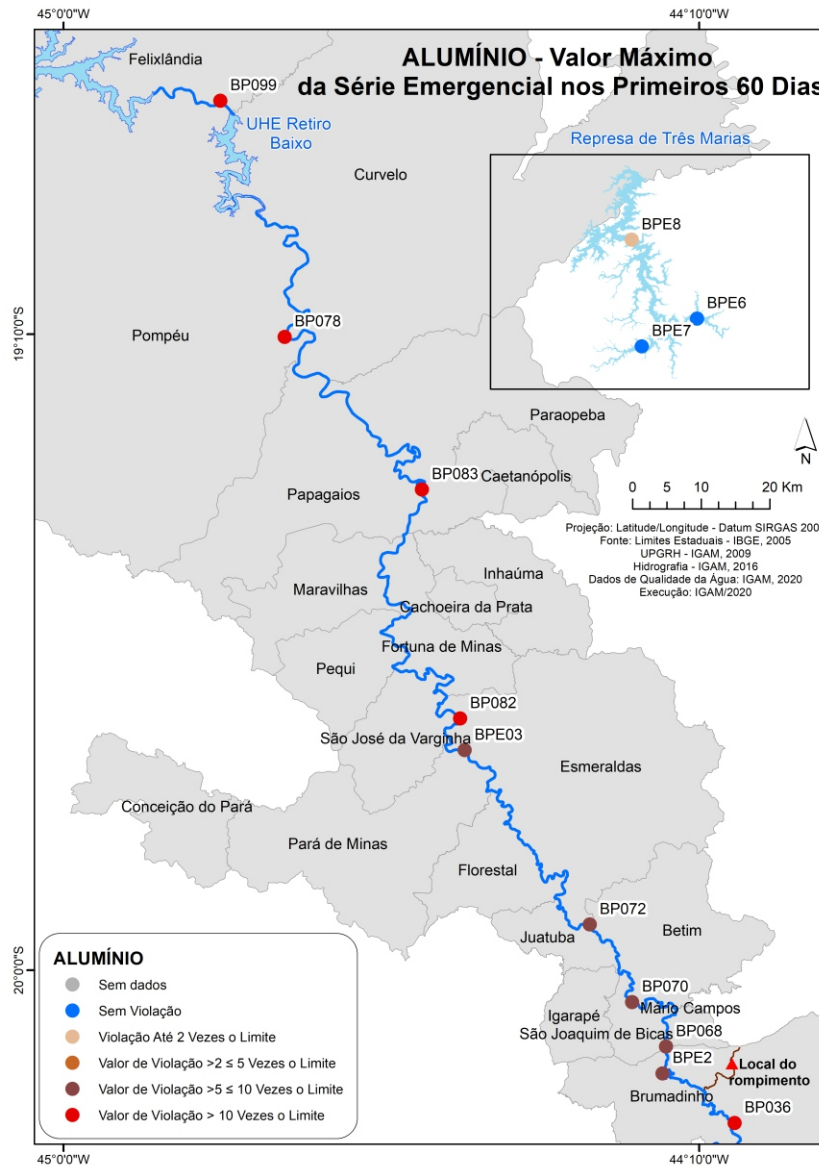 45°0'0"W
44°10'0"W
ALUMÍNIO - Valor Máximo
da Série Emergencial nos Primeiros 60 Dias
Felixlândia
BP099
UHE Retiro
Baixo
Curvelo
Represa de Três Marias
BPE8
BPE6
BPE7
19°10'0"S
Pompéu
BP078
Paraopeba
N
BP083
Caetanópolis
Papagaios
0 5 10 20 Km
Projeção: Latitude/Longitude - Datum SIRGAS 200
Fonte: Limites Estaduais - IBGE, 2005
UPGRH - IGAM, 2009
Hidrografia - IGAM, 2016
Dados de Qualidade da Água: IGAM, 2020
Execução: IGAM/2020
Inhaúma
Maravilhas
Cachoeira da Prata
Fortuna de Minas
Pequi
BP082
São José da Varginha
BPE03
Esmeraldas
Conceição do Pará
Pará de Minas
Florestal
BP072
Juatuba
Betim
20°0'0"S
BP070
Mário Campos
Igarapé
São Joaquim de Bicas
BP068
BPE2
Local do
rompimento
Brumadinho
BP036
ALUMÍNIO
Sem dados
Sem Violação
Violação Até 2 Vezes o Limite
Valor de Violação >2 ≤ 5 Vezes o Limite
Valor de Violação >5 ≤ 10 Vezes o Limite
Valor de Violação > 10 Vezes o Limite
45°0'0"W
44°10'0"W